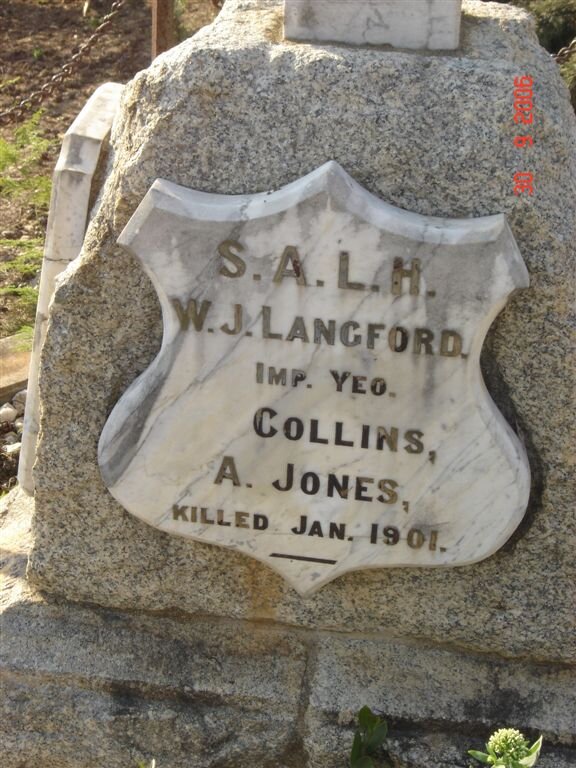 S.A.L.H.
W.J.LANGFORD.
IMP. YEO.
COLLINS,
A. JONES,
KILLED JAN. 1901.
30 9 2006